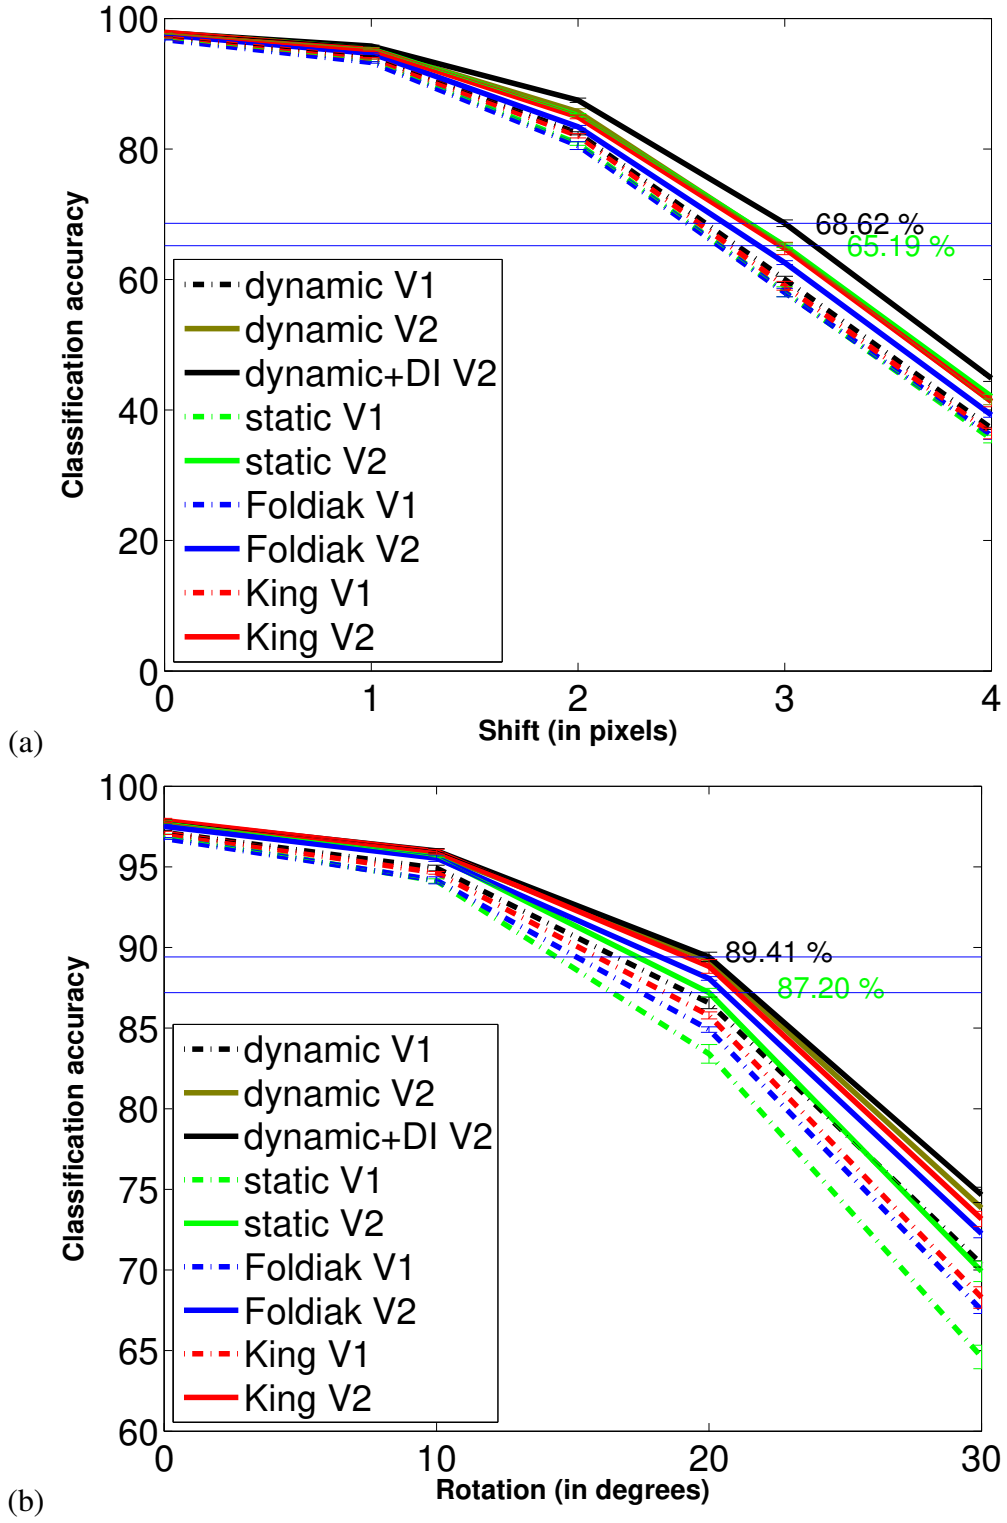 100
80
60
40
20
0
Classification accuracy
68.62 %
65.19 %
dynamic V1
dynamic V2
dynamic+DI V2
static V1
static V2
Foldiak V1
Foldiak V2
King V1
King V2
0 1 2 3 4
Shift (in pixels)
(a)
100
95
90
85
80
75
70
65
60
Classification accuracy
89.41 %
87.20 %
dynamic V1
dynamic V2
dynamic+DI V2
static V1
static V2
Foldiak V1
Foldiak V2
King V1
King V2
0 10 20 30
Rotation (in degrees)
(b)